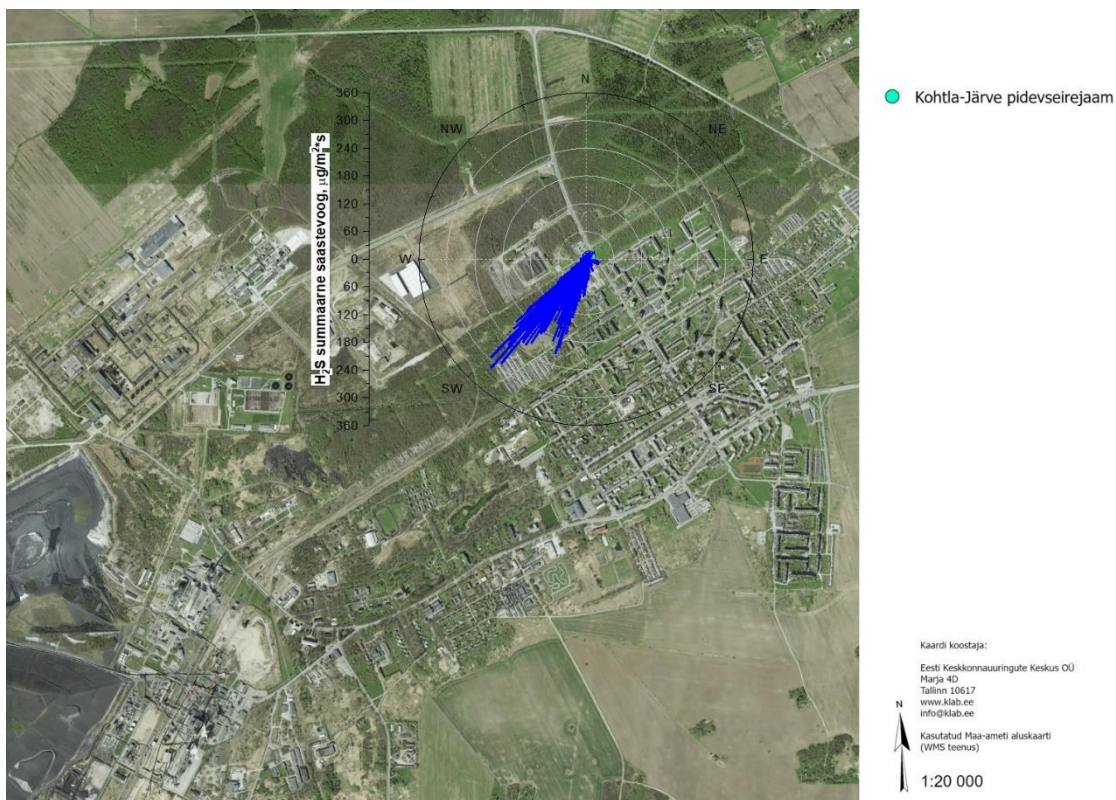 Kohtla-Järve pidevseirejaam
N
NW
NE
W
E
SW
SE
S
H₂S summaarne saastevoog, µg/m²*s
360
300
240
180
120
60
0
60
120
180
240
300
360
Kaardi koostaja:
Eesti Keskkonnauuringute Keskus OÜ
Marja 4D
Tallinn 10617
www.klab.ee
info@klab.ee
Kasutatud Maa-ameti aluskaarti
(WMS teenus)
N
1:20 000